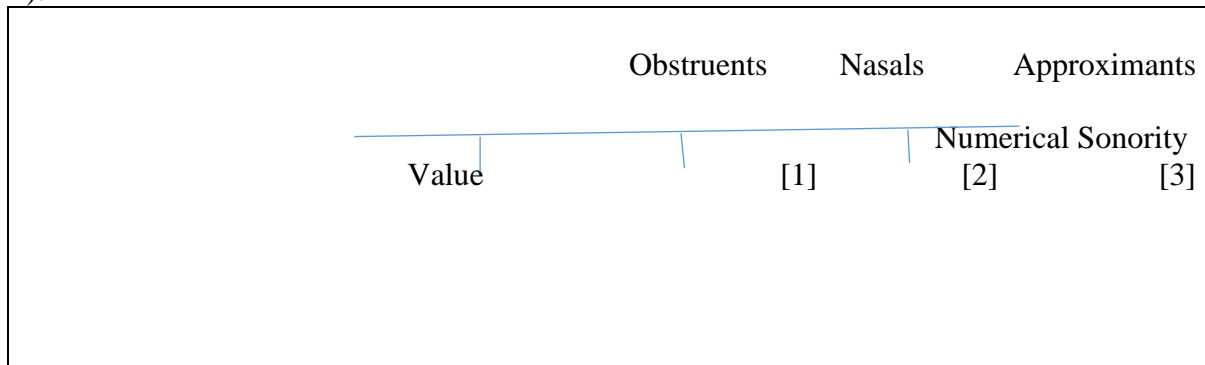 Obstruents Nasals Approximants
Numerical Sonority
Value [1] [2] [3]